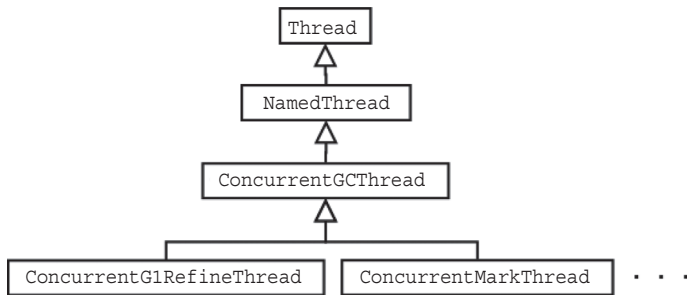 Thread
NamedThread
ConcurrentGCThread
ConcurrentG1RefineThread
ConcurrentMarkThread
. . .